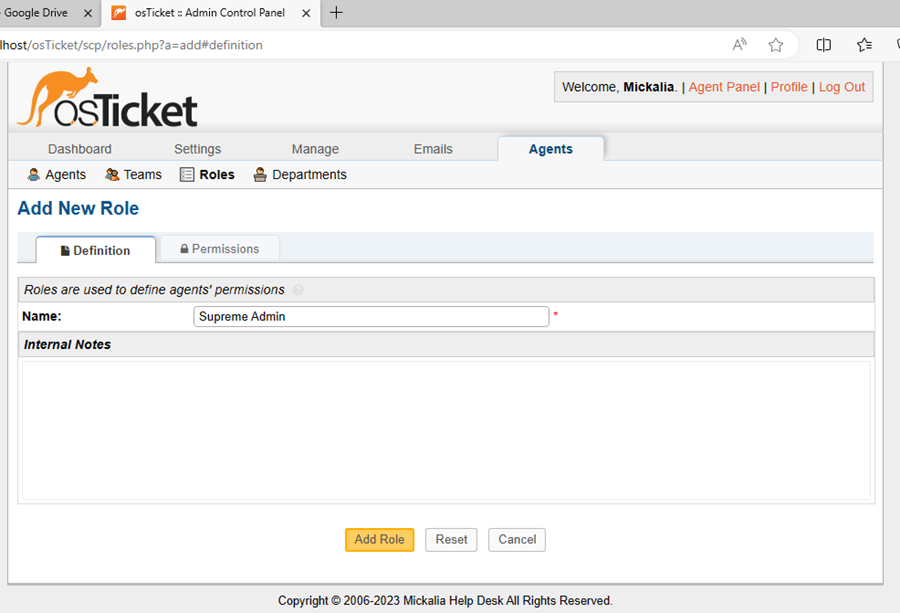 Google Drive
osTicket :: Admin Control Panel
lhost/osTicket/scp/roles.php?a=add#definition
osTicket
Welcome, Mickalia. | Agent Panel | Profile | Log Out
Dashboard Settings Manage Emails Agents
Agents Teams Roles Departments
Add New Role
Definition Permissions
Roles are used to define agents' permissions
Name: Supreme Admin *
Internal Notes
Add Role Reset Cancel
Copyright © 2006-2023 Mickalia Help Desk All Rights Reserved.